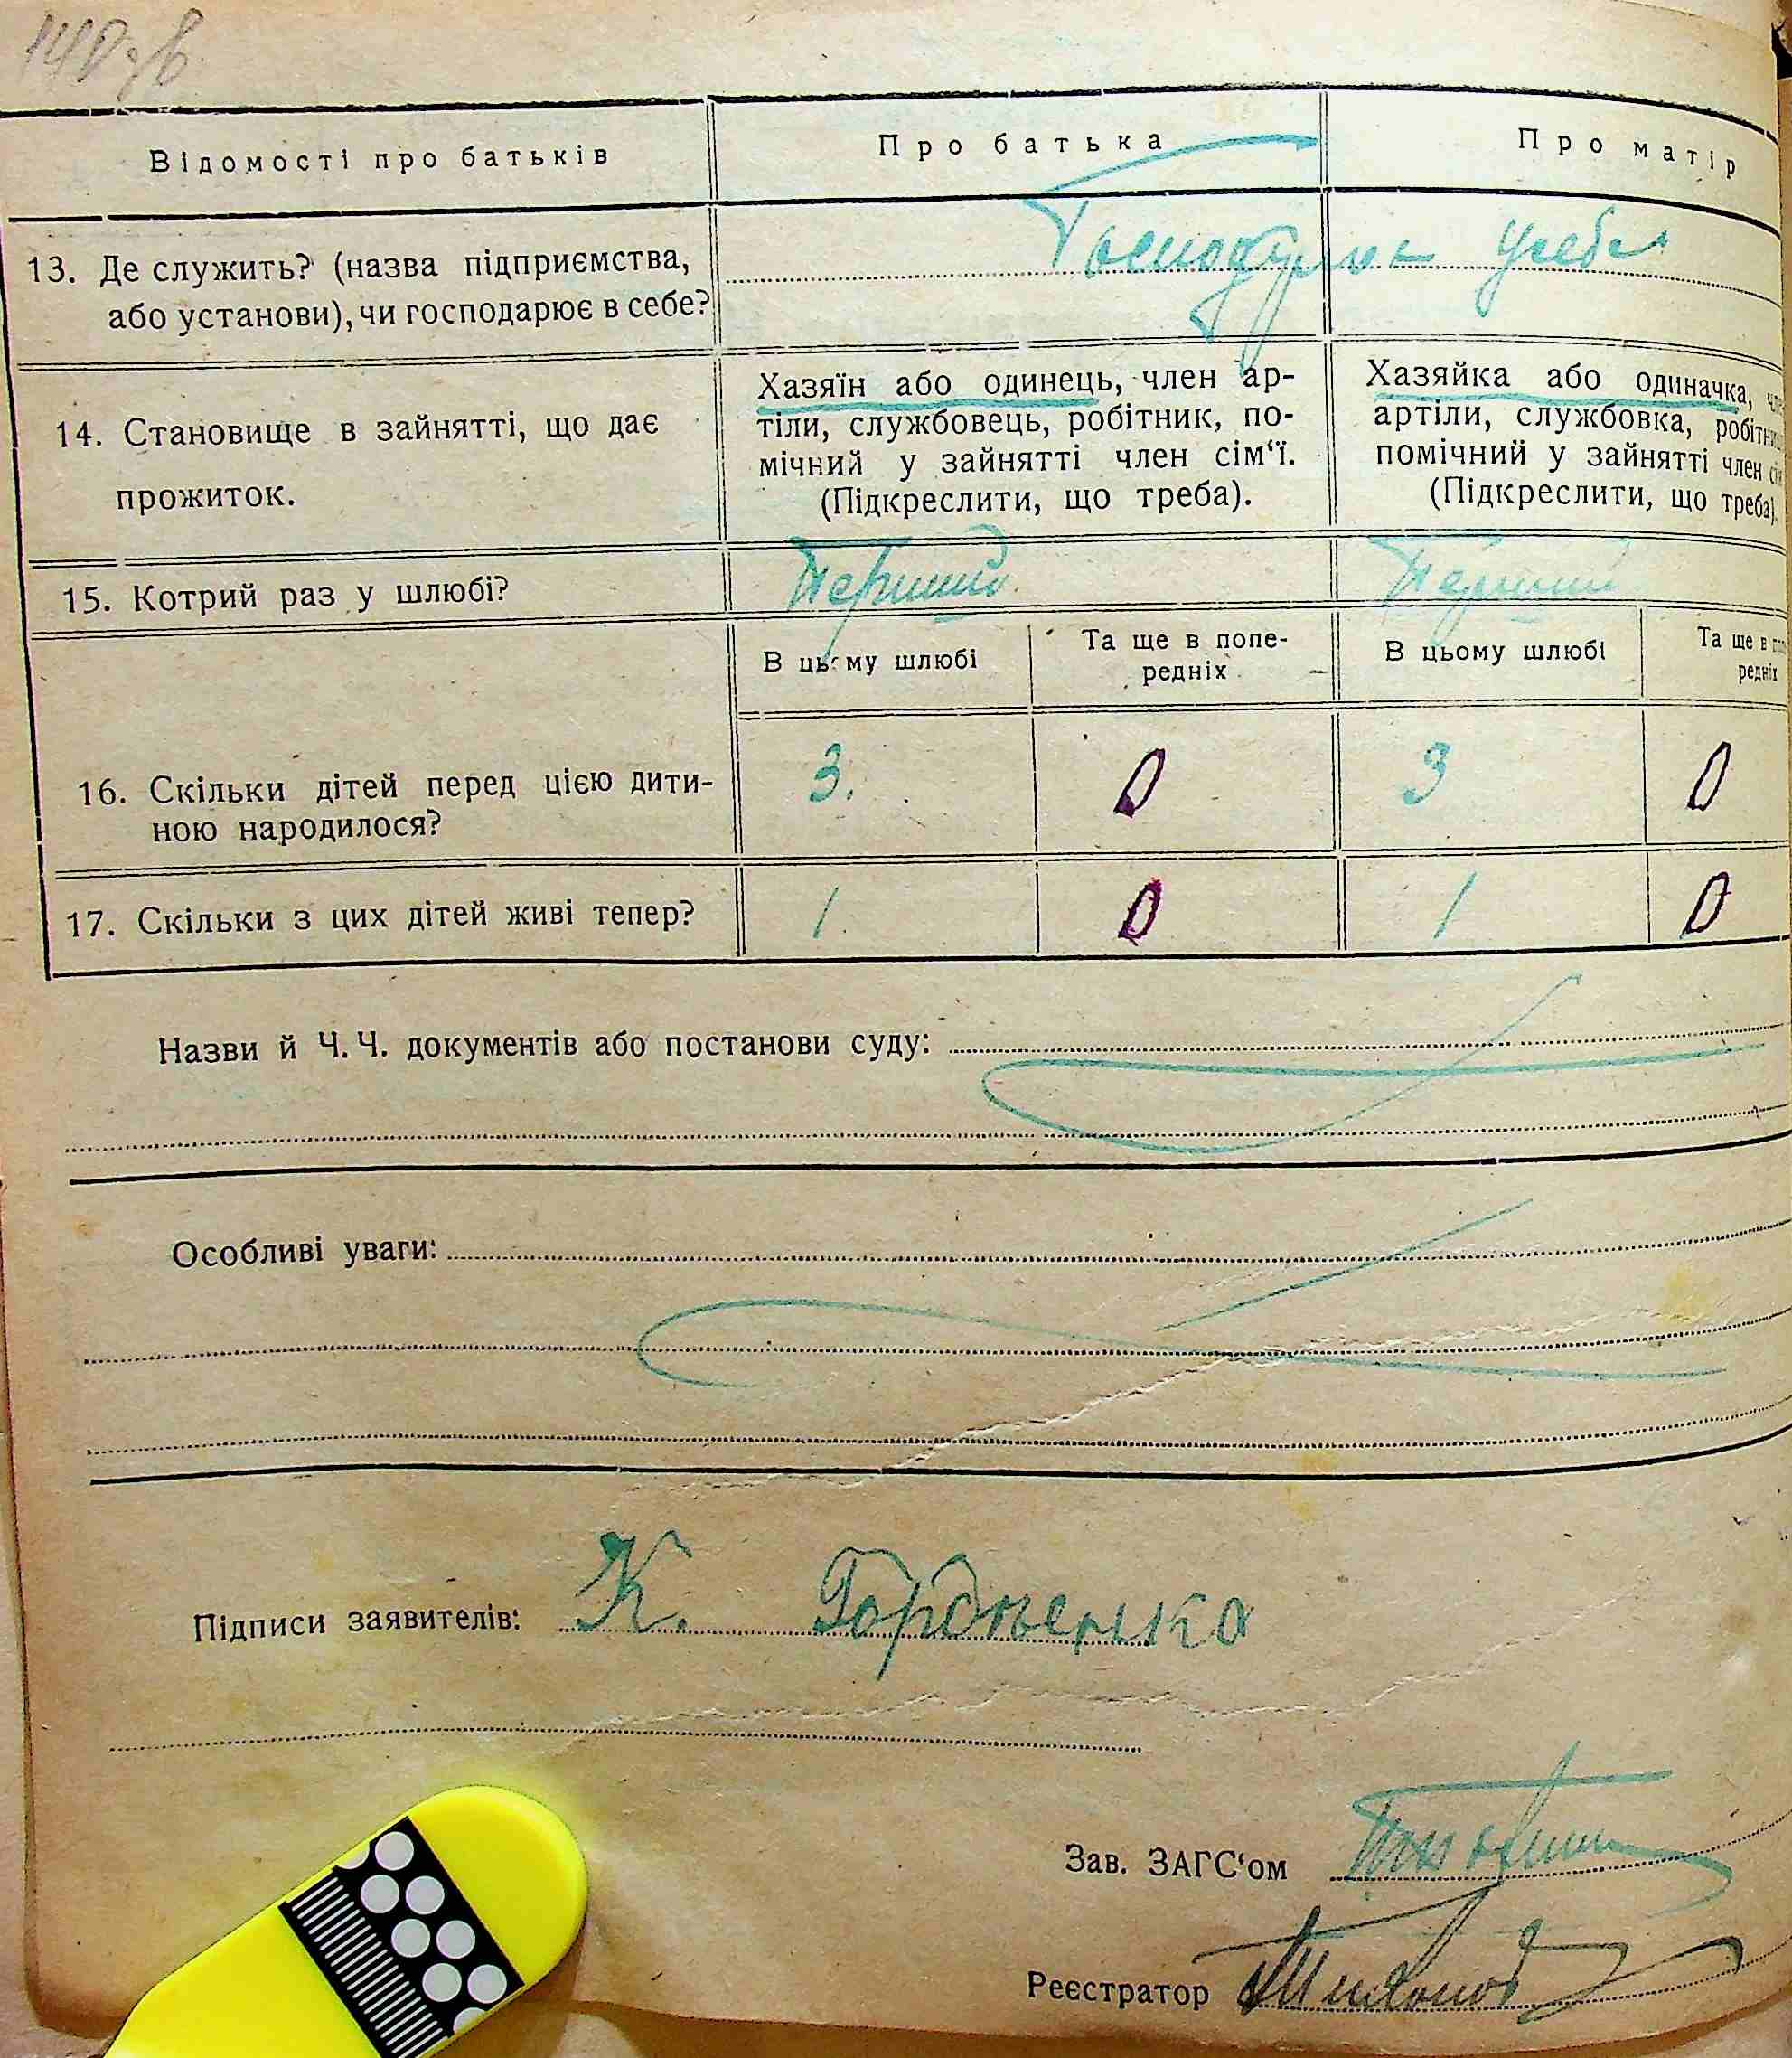 Відомості про батьків
Про батька
Про матір
13. Де служить? (назва підприємства,
або установи), чи господарює в себе?
Господарюк усебе
14. Становище в зайнятті, що дає
прожиток.
Хазяїн або одинець, член ар-
тіли, службовець, робітник, по-
мічний у зайнятті член сім‘ї.
(Підкреслити, що треба).
Хазяйка або одиначка,
артіли, службовка,
помічний у зайнятті член
(Підкреслити, що треба).
15. Котрий раз у шлюбі?
Перший
Перший
В цьому шлюбі
Та ще в попе-
редніх
В цьому шлюбі
Та ще в
редніх
16. Скільки дітей перед цією дити-
ною народилося?
3.
0
3
0
17. Скільки з цих дітей живі тепер?
1
0
1
0
Назви й Ч. Ч. документів або постанови суду:
Особливі уваги:
Підписи заявителів: К.
Зав. ЗАГС‘ом
Реєстратор